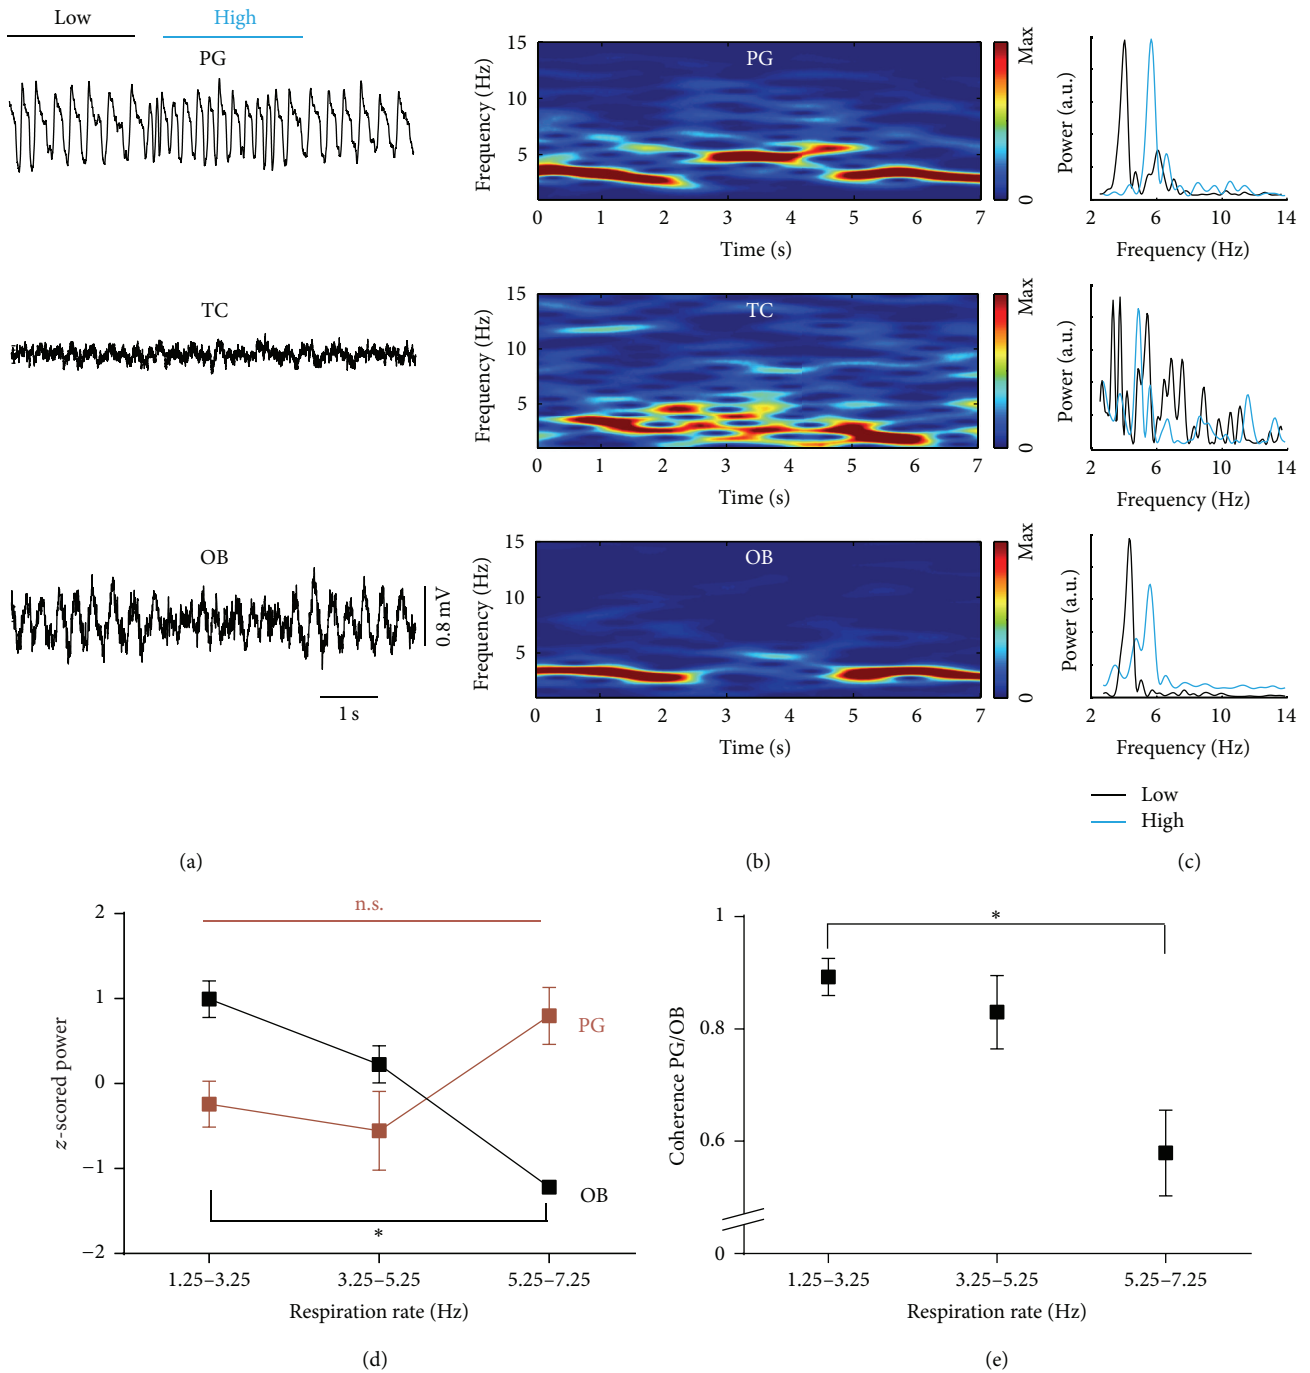 Low High
PG
TC
OB
0.8 mV
1 s
(a)
PG
Frequency (Hz)
15
10
5
0 1 2 3 4 5 6 7
Time (s)
Max
0
TC
Frequency (Hz)
15
10
5
0 1 2 3 4 5 6 7
Time (s)
Max
0
OB
Frequency (Hz)
15
10
5
0 1 2 3 4 5 6 7
Time (s)
Max
0
(b)
Power (a.u.)
2 6 10 14
Frequency (Hz)
Power (a.u.)
2 6 10 14
Frequency (Hz)
Power (a.u.)
2 6 10 14
Frequency (Hz)
Low
High
(c)
z-scored power
2
1
0
−1
−2
n.s.
PG
OB
*
1.25–3.25 3.25–5.25 5.25–7.25
Respiration rate (Hz)
(d)
Coherence PG/OB
1
0.8
0.6
0
*
1.25–3.25 3.25–5.25 5.25–7.25
Respiration rate (Hz)
(e)